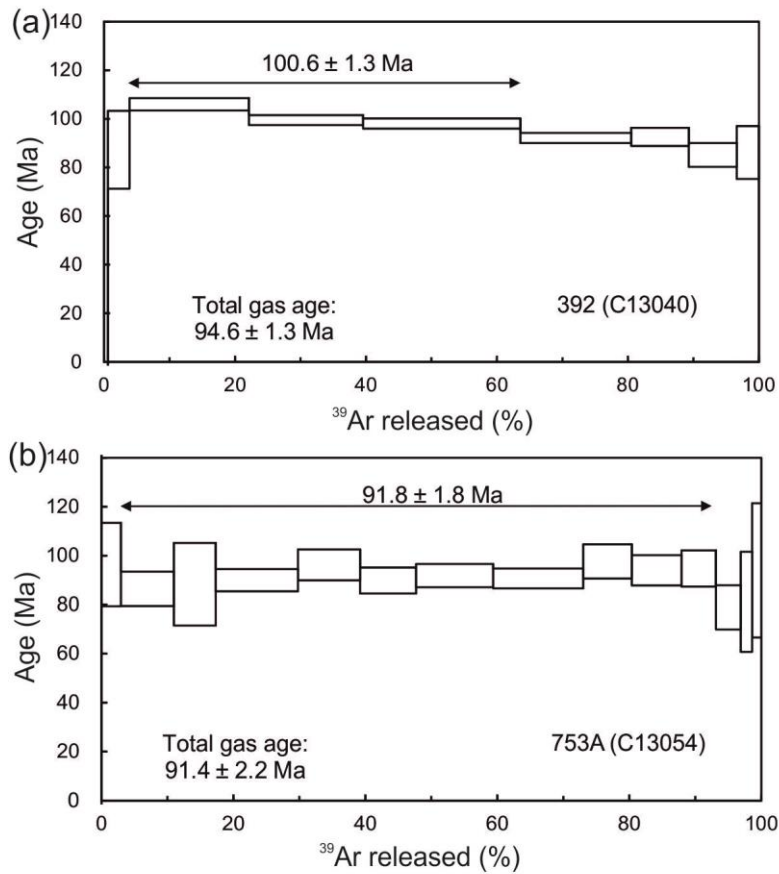 (a)
140
120
100
80
60
40
20
0
Age (Ma)
100.6 ± 1.3 Ma
Total gas age:
94.6 ± 1.3 Ma
392 (C13040)
0 20 40 60 80 100
³⁹Ar released (%)
(b)
140
120
100
80
60
40
20
0
Age (Ma)
91.8 ± 1.8 Ma
Total gas age:
91.4 ± 2.2 Ma
753A (C13054)
0 20 40 60 80 100
³⁹Ar released (%)